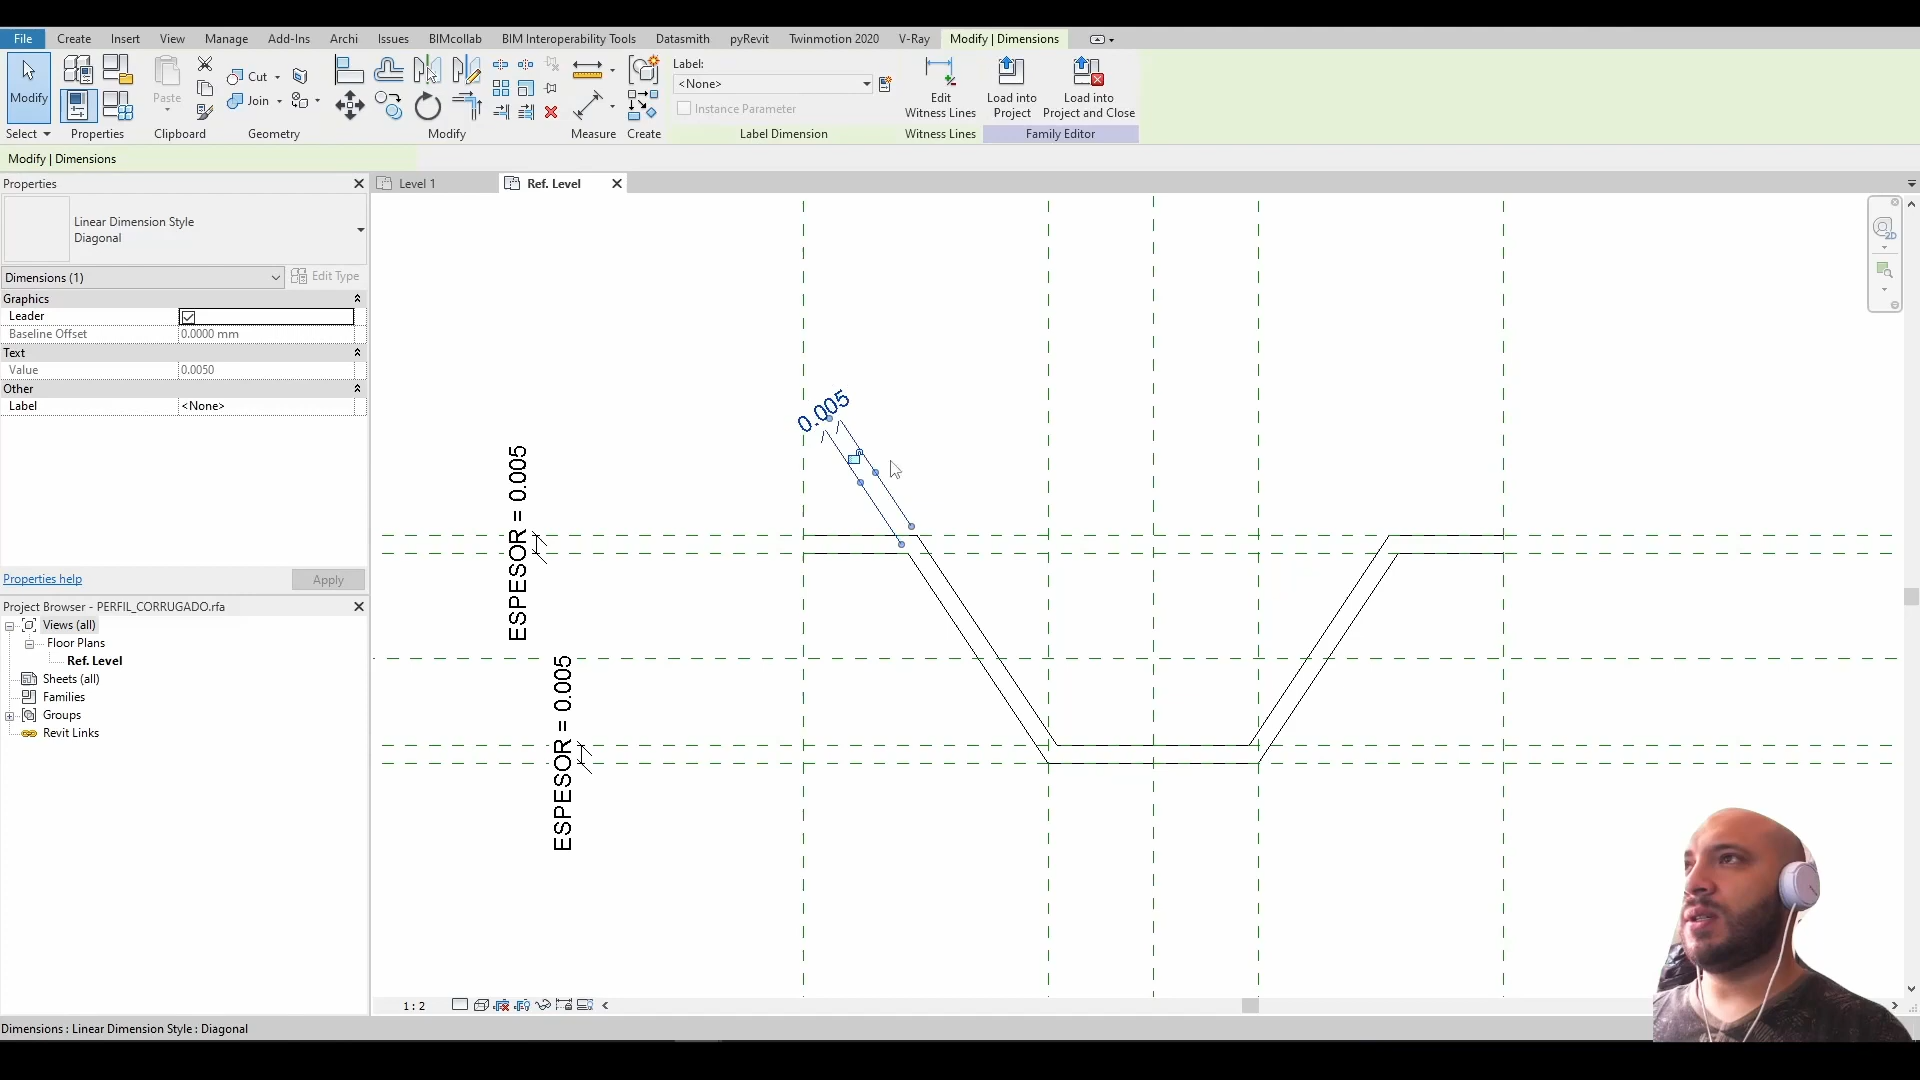 File Create Insert View Manage Add-Ins Archi Issues BIMcollab BIM Interoperability Tools Datasmith pyRevit Twinmotion 2020 V-Ray Modify | Dimensions
Modify
Select
Properties
Paste
Clipboard
Cut
Join
Geometry
Modify
Measure
Create
Label:
<None>
Instance Parameter
Label Dimension
Edit
Witness Lines
Witness Lines
Load into
Project
Load into
Project and Close
Family Editor
Modify | Dimensions
Properties
Linear Dimension Style
Diagonal
Dimensions (1)
Edit Type
Graphics
Leader
Baseline Offset 0.0000 mm
Text
Value 0.0050
Other
Label <None>
Properties help
Apply
Project Browser - PERFIL_CORRUGADO.rfa
Views (all)
Floor Plans
Ref. Level
Sheets (all)
Families
Groups
Revit Links
Level 1
Ref. Level
2D
0.005
ESPESOR = 0.005
ESPESOR = 0.005
1 : 2
Dimensions : Linear Dimension Style : Diagonal